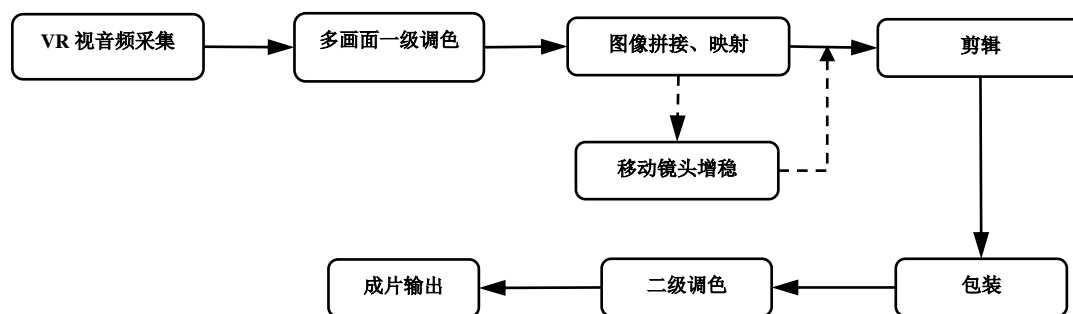 VR 视音频采集
多画面一级调色
图像拼接、映射
剪辑
移动镜头增稳
包装
二级调色
成片输出